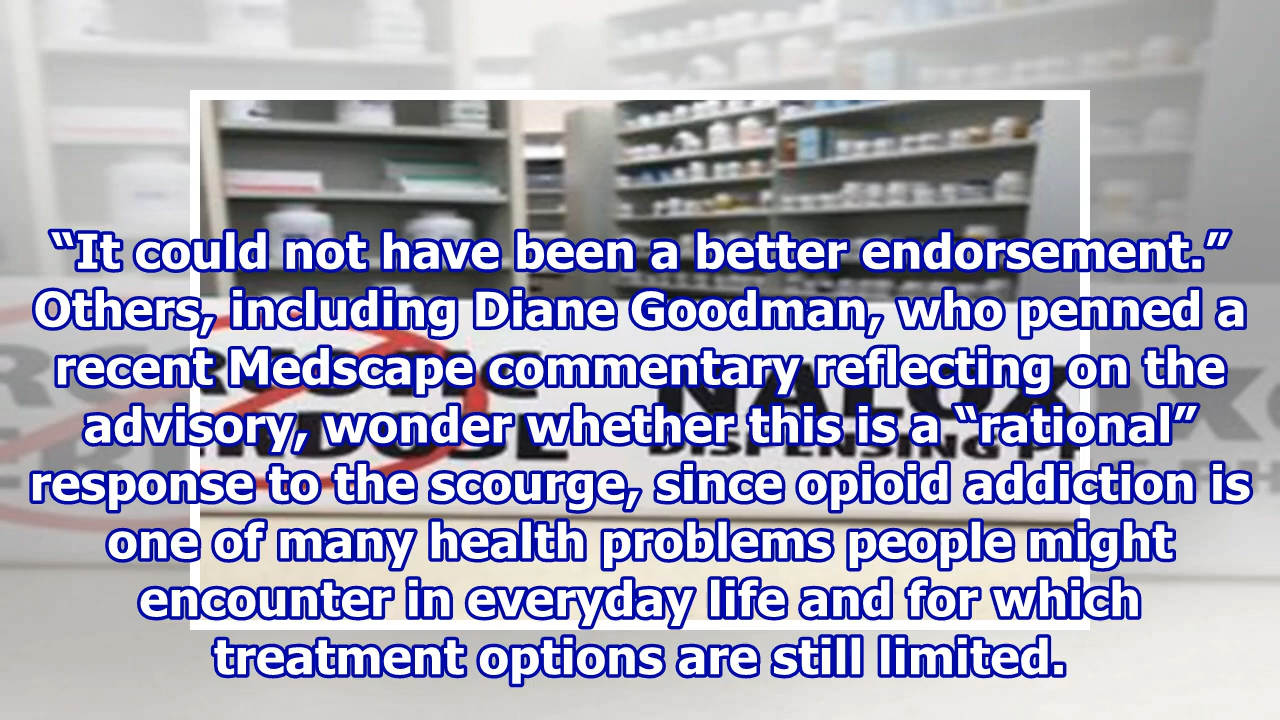 “It could not have been a better endorsement.”
Others, including Diane Goodman, who penned a
recent Medscape commentary reflecting on the
advisory, wonder whether this is a “rational”
response to the scourge, since opioid addiction is
one of many health problems people might
encounter in everyday life and for which
treatment options are still limited.
DISPENSING